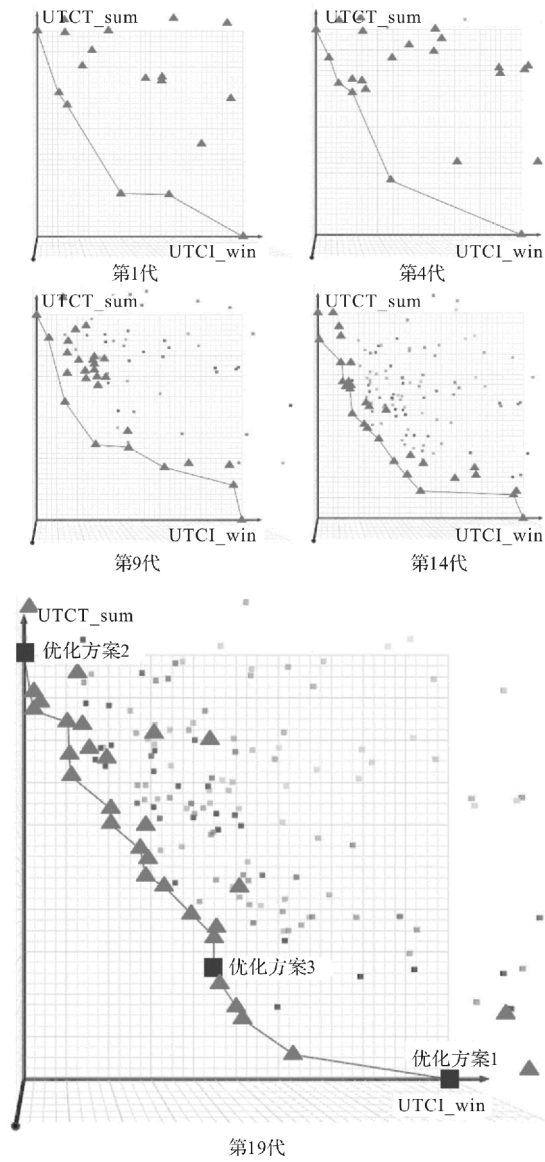 UTCT_sum
UTCI_win
第1代
UTCT_sum
UTCI_win
第4代
UTCT_sum
UTCI_win
第9代
UTCT_sum
UTCI_win
第14代
UTCT_sum
优化方案2
优化方案3
优化方案1
UTCI_win
第19代